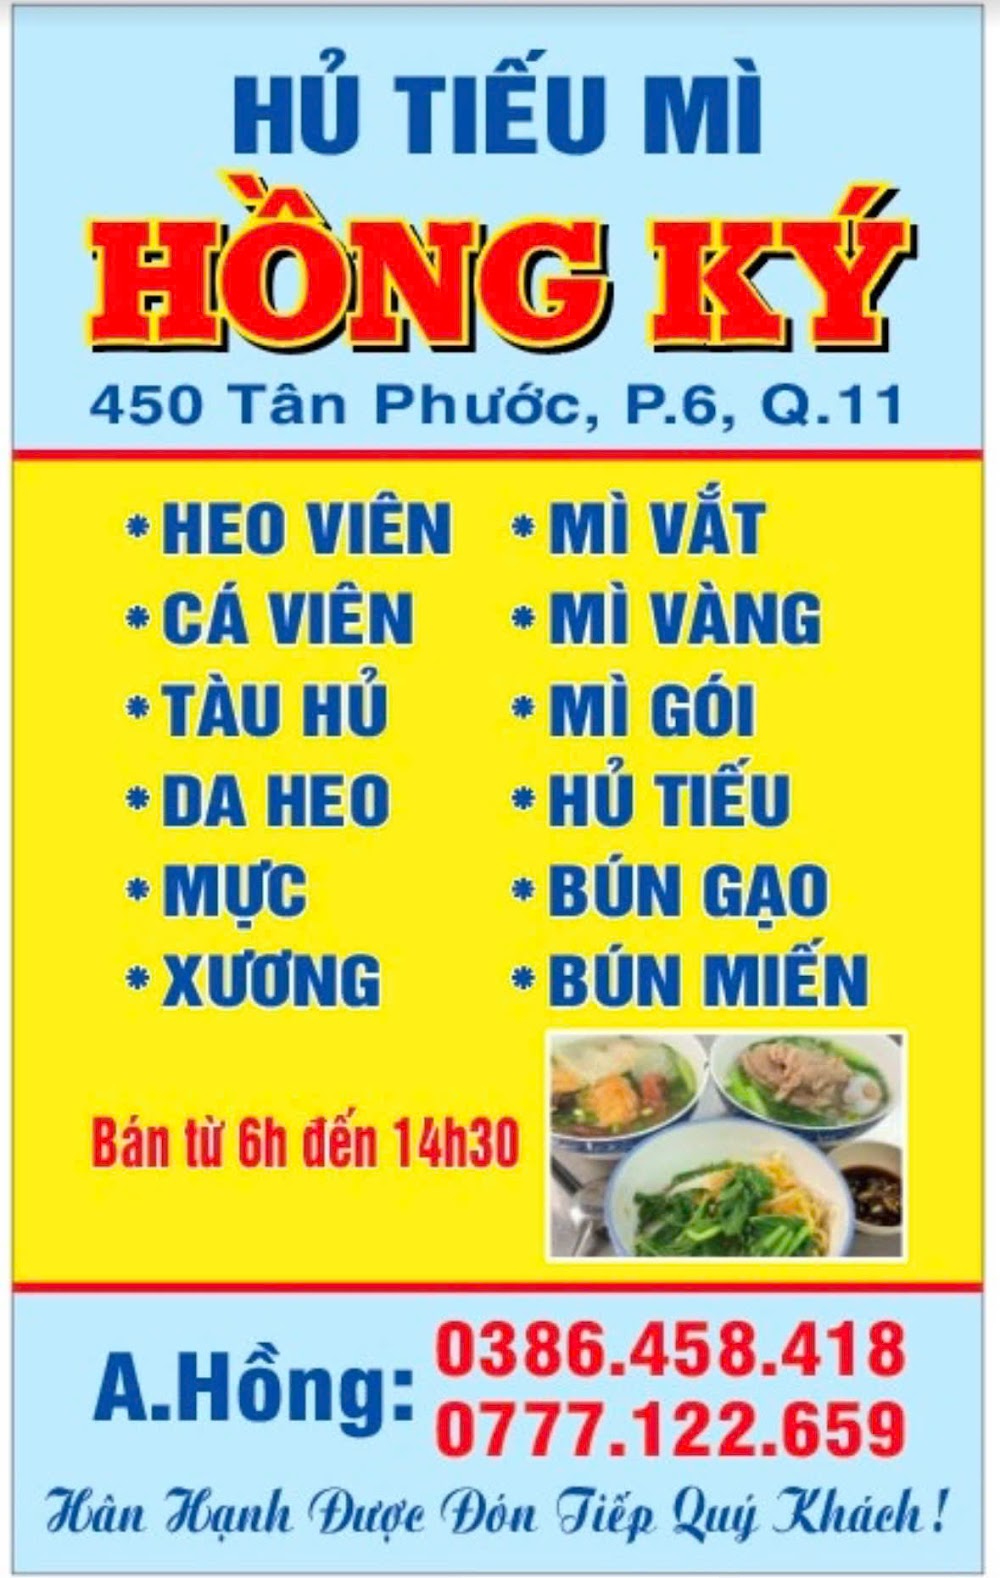 HỦ TIẾU MÌ
HỒNG KÝ
450 Tân Phước, P.6, Q.11
* HEO VIÊN
* CÁ VIÊN
* TÀU HỦ
* DA HEO
* MỰC
* XƯƠNG
* MÌ VẮT
* MÌ VÀNG
* MÌ GÓI
* HỦ TIẾU
* BÚN GẠO
* BÚN MIẾN
Bán từ 6h đến 14h30
A.Hồng:
0386.458.418
0777.122.659
Hân Hạnh Được Đón Tiếp Quý Khách!